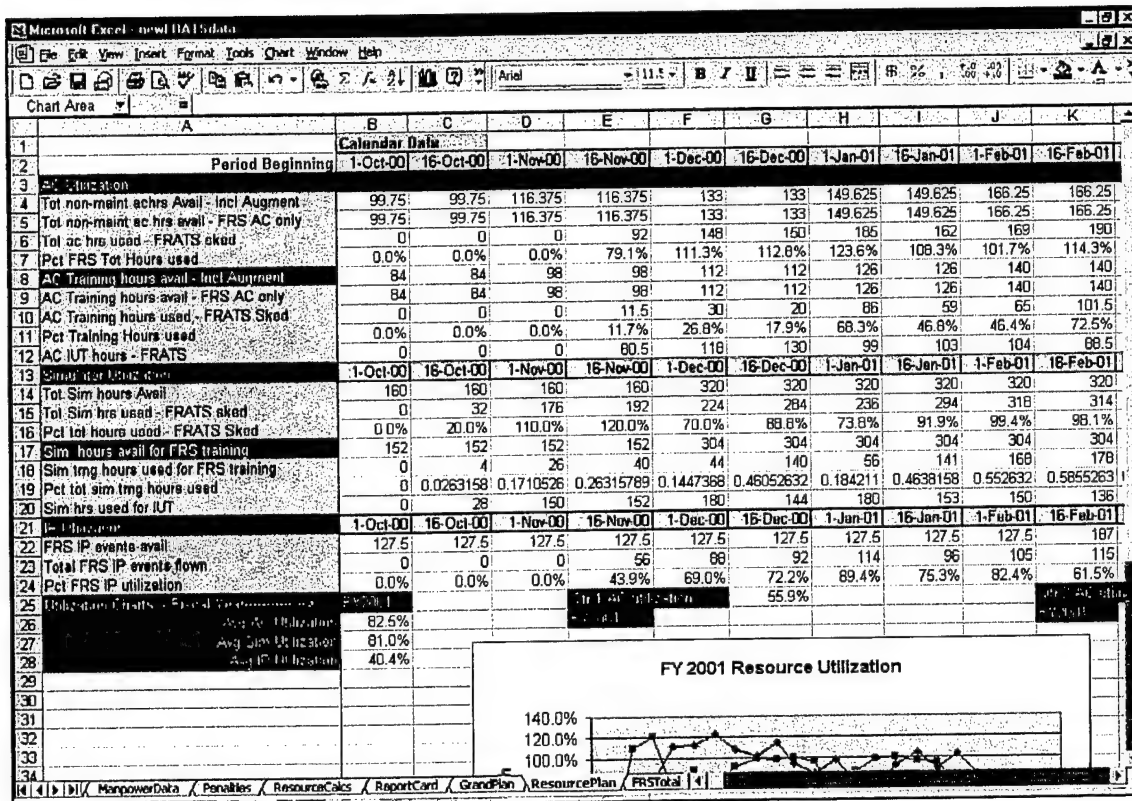 Microsoft Excel - newFRATSdata
File Edit View Insert Format Tools Chart Window Help
Arial 11.5 B I U
Chart Area =
A B C D E F G H I J K
1 Calendar Date
2 Period Beginning 1-Oct-00 16-Oct-00 1-Nov-00 16-Nov-00 1-Dec-00 16-Dec-00 1-Jan-01 16-Jan-01 1-Feb-01 16-Feb-01
3 AC Utilization
4 Tot non-maint achrs Avail - Incl Augment 99.75 99.75 116.375 116.375 133 133 149.625 149.625 166.25 166.25
5 Tot non-maint ac hrs avail - FRS AC only 99.75 99.75 116.375 116.375 133 133 149.625 149.625 166.25 166.25
6 Tot ac hrs used - FRATS sked 0 0 0 92 148 150 185 162 169 190
7 Pct FRS Tot Hours used 0.0% 0.0% 0.0% 79.1% 111.3% 112.8% 123.6% 108.3% 101.7% 114.3%
8 AC Training hours avail - Incl Augment 84 84 98 98 112 112 126 126 140 140
9 AC Training hours avail - FRS AC only 84 84 98 98 112 112 126 126 140 140
10 AC Training hours used - FRATS Sked 0 0 0 11.5 30 20 86 59 65 101.5
11 Pct Training Hours used 0.0% 0.0% 0.0% 11.7% 26.8% 17.9% 68.3% 46.8% 46.4% 72.5%
12 AC IUT hours - FRATS 0 0 0 80.5 118 130 99 103 104 88.5
13 Simulator Utilization 1-Oct-00 16-Oct-00 1-Nov-00 16-Nov-00 1-Dec-00 16-Dec-00 1-Jan-01 16-Jan-01 1-Feb-01 16-Feb-01
14 Tot Sim hours Avail 160 160 160 160 320 320 320 320 320 320
15 Tot Sim hrs used - FRATS sked 0 32 176 192 224 284 236 294 318 314
16 Pct tot hours used - FRATS Sked 0.0% 20.0% 110.0% 120.0% 70.0% 88.8% 73.8% 91.9% 99.4% 98.1%
17 Sim hours avail for FRS training 152 152 152 152 304 304 304 304 304 304
18 Sim trng hours used for FRS training 0 4 26 40 44 140 56 141 168 178
19 Pct tot sim trng hours used 0 0.0263158 0.1710526 0.26315789 0.1447368 0.46052632 0.184211 0.4638158 0.552632 0.5855263
20 Sim hrs used for IUT 0 28 150 152 180 144 180 153 150 136
21 IP Utilization 1-Oct-00 16-Oct-00 1-Nov-00 16-Nov-00 1-Dec-00 16-Dec-00 1-Jan-01 16-Jan-01 1-Feb-01 16-Feb-01
22 FRS IP events avail 127.5 127.5 127.5 127.5 127.5 127.5 127.5 127.5 127.5 187
23 Total FRS IP events flown 0 0 0 56 88 92 114 96 105 115
24 Pct FRS IP utilization 0.0% 0.0% 0.0% 43.9% 69.0% 72.2% 89.4% 75.3% 82.4% 61.5%
25 Utilization Charts - Fiscal FY2001 Qtr 1 AC utilization 55.9% Qtr 2 AC
26 Avg AC Utilization 82.5%
27 Avg Sim Utilization 81.0%
28 Avg IP Utilization 40.4%
29
30
31
32
33
34
FY 2001 Resource Utilization
140.0%
120.0%
100.0%
ManpowerData Penalties ResourceCalcs ReportCard GrandPlan ResourcePlan FRSTotal